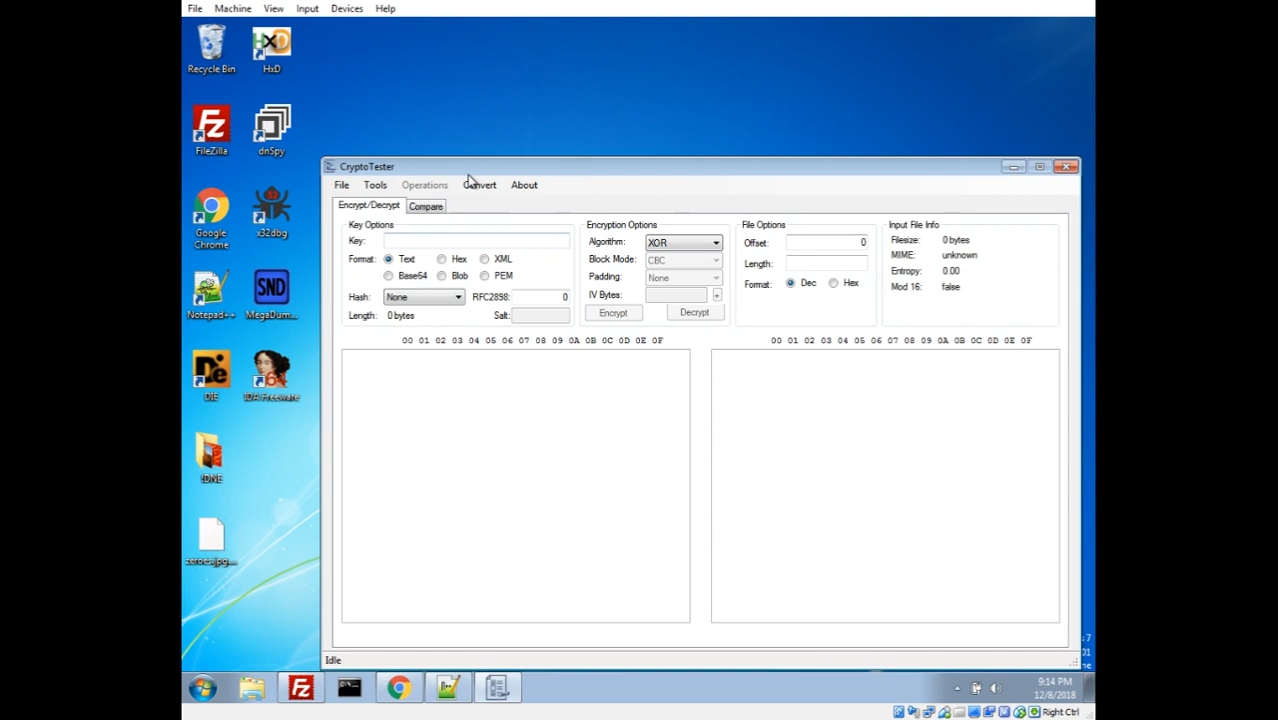 File Machine View Input Devices Help
Recycle Bin
HxD
FileZilla
dnSpy
Google Chrome
x32dbg
Notepad++
MegaDum...
SND
DIE
IDA Freeware
64
!DNE
zeroes.jpg....
CryptoTester
File Tools Operations Convert About
Encrypt/Decrypt Compare
Key Options
Key:
Format: Text Hex XML
Base64 Blob PEM
Hash: None RFC2898: 0
Length: 0 bytes Salt:
Encryption Options
Algorithm: XOR
Block Mode: CBC
Padding: None
IV Bytes: +
Encrypt Decrypt
File Options
Offset: 0
Length:
Format: Dec Hex
Input File Info
Filesize: 0 bytes
MIME: unknown
Entropy: 0.00
Mod 16: false
00 01 02 03 04 05 06 07 08 09 0A 0B 0C 0D 0E 0F
00 01 02 03 04 05 06 07 08 09 0A 0B 0C 0D 0E 0F
Idle
9:14 PM
12/8/2018
Right Ctrl